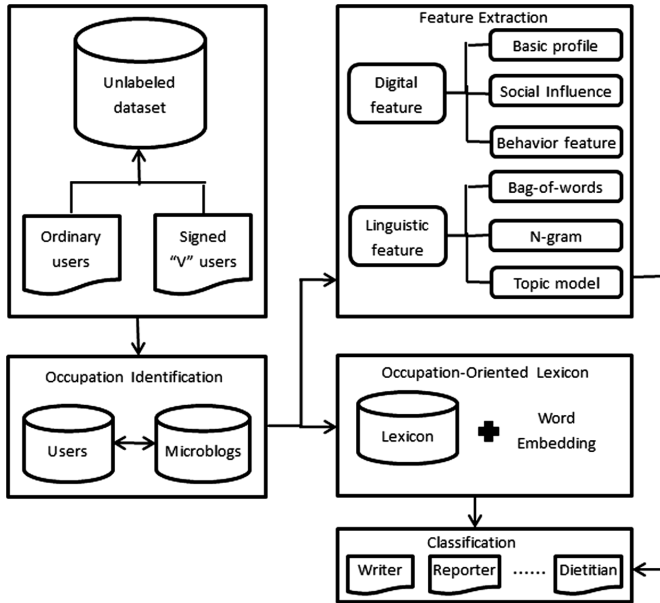 Unlabeled
dataset
Ordinary
users
Signed
“V” users
Feature Extraction
Digital
feature
Basic profile
Social Influence
Behavior feature
Linguistic
feature
Bag-of-words
N-gram
Topic model
Occupation Identification
Users
Microblogs
Occupation-Oriented Lexicon
Lexicon
Word
Embedding
Classification
Writer
Reporter
......
Dietitian